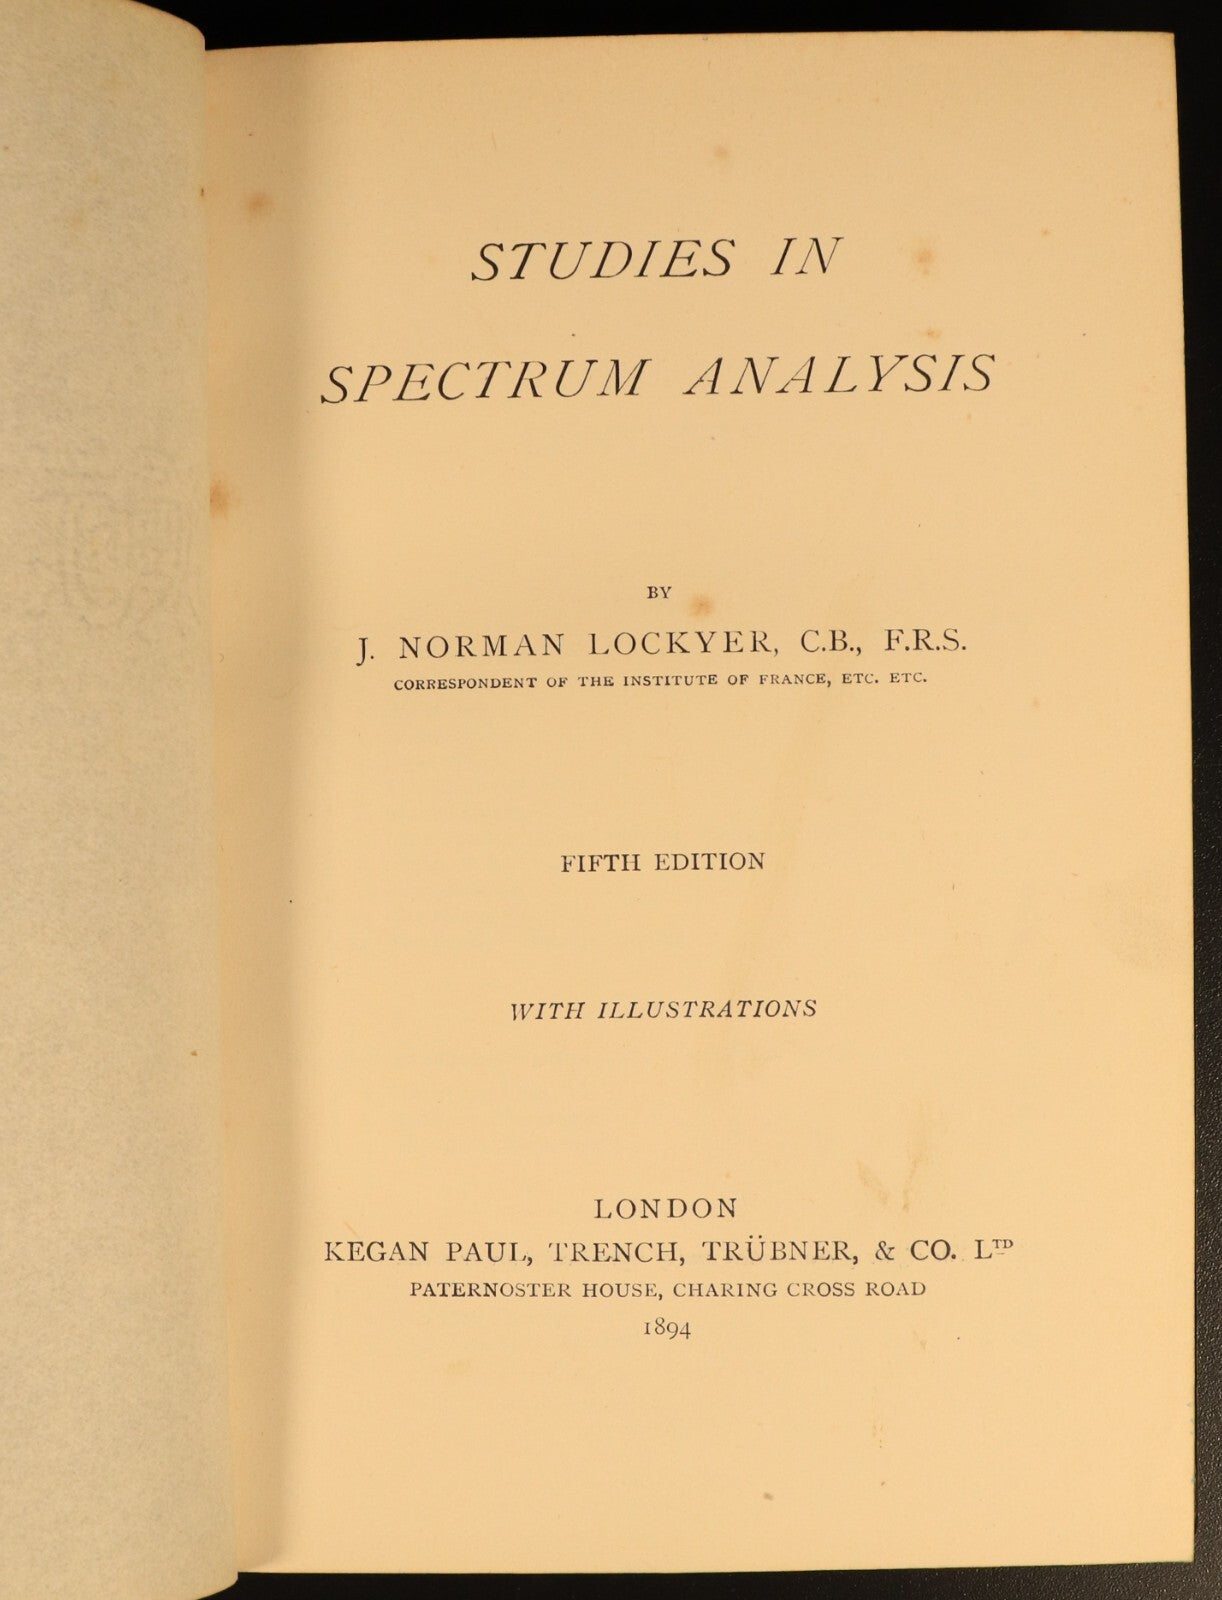 STUDIES IN
SPECTRUM ANALYSIS
BY
J. NORMAN LOCKYER, C.B., F.R.S.
CORRESPONDENT OF THE INSTITUTE OF FRANCE, ETC. ETC.
FIFTH EDITION
WITH ILLUSTRATIONS
LONDON
KEGAN PAUL, TRENCH, TRÜBNER, & CO. LTD
PATERNOSTER HOUSE, CHARING CROSS ROAD
1894